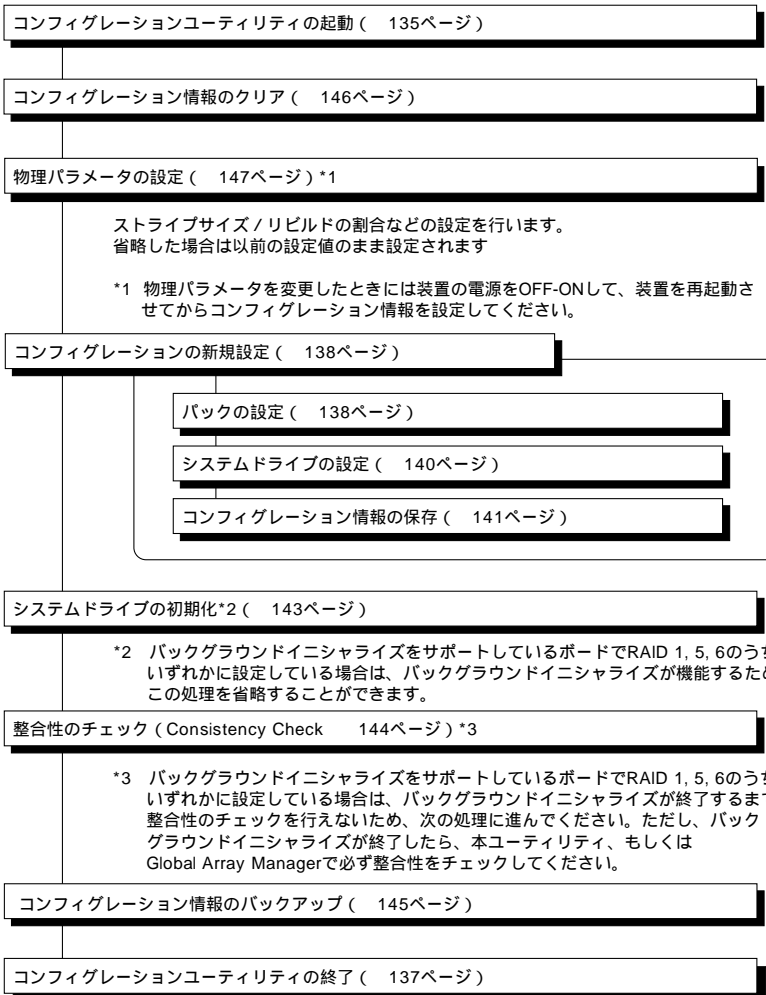 コンフィグレーションユーティリティの起動（　135ページ）
コンフィグレーション情報のクリア（　146ページ）
物理パラメータの設定（　147ページ）*1
ストライプサイズ / リビルドの割合などの設定を行います。
省略した場合は以前の設定値のまま設定されます
*1 物理パラメータを変更したときには装置の電源をOFF-ONして、装置を再起動さ
せてからコンフィグレーション情報を設定してください。
コンフィグレーションの新規設定（　138ページ）
パックの設定（　138ページ）
システムドライブの設定（　140ページ）
コンフィグレーション情報の保存（　141ページ）
システムドライブの初期化*2（　143ページ）
*2 バックグラウンドイニシャライズをサポートしているボードでRAID 1, 5, 6のうち
いずれかに設定している場合は、バックグラウンドイニシャライズが機能するため
この処理を省略することができます。
整合性のチェック（Consistency Check　144ページ）*3
*3 バックグラウンドイニシャライズをサポートしているボードでRAID 1, 5, 6のうち
いずれかに設定している場合は、バックグラウンドイニシャライズが終了するまで
整合性のチェックを行えないため、次の処理に進んでください。ただし、バック
グラウンドイニシャライズが終了したら、本ユーティリティ、もしくは
Global Array Managerで必ず整合性をチェックしてください。
コンフィグレーション情報のバックアップ（　145ページ）
コンフィグレーションユーティリティの終了（　137ページ）